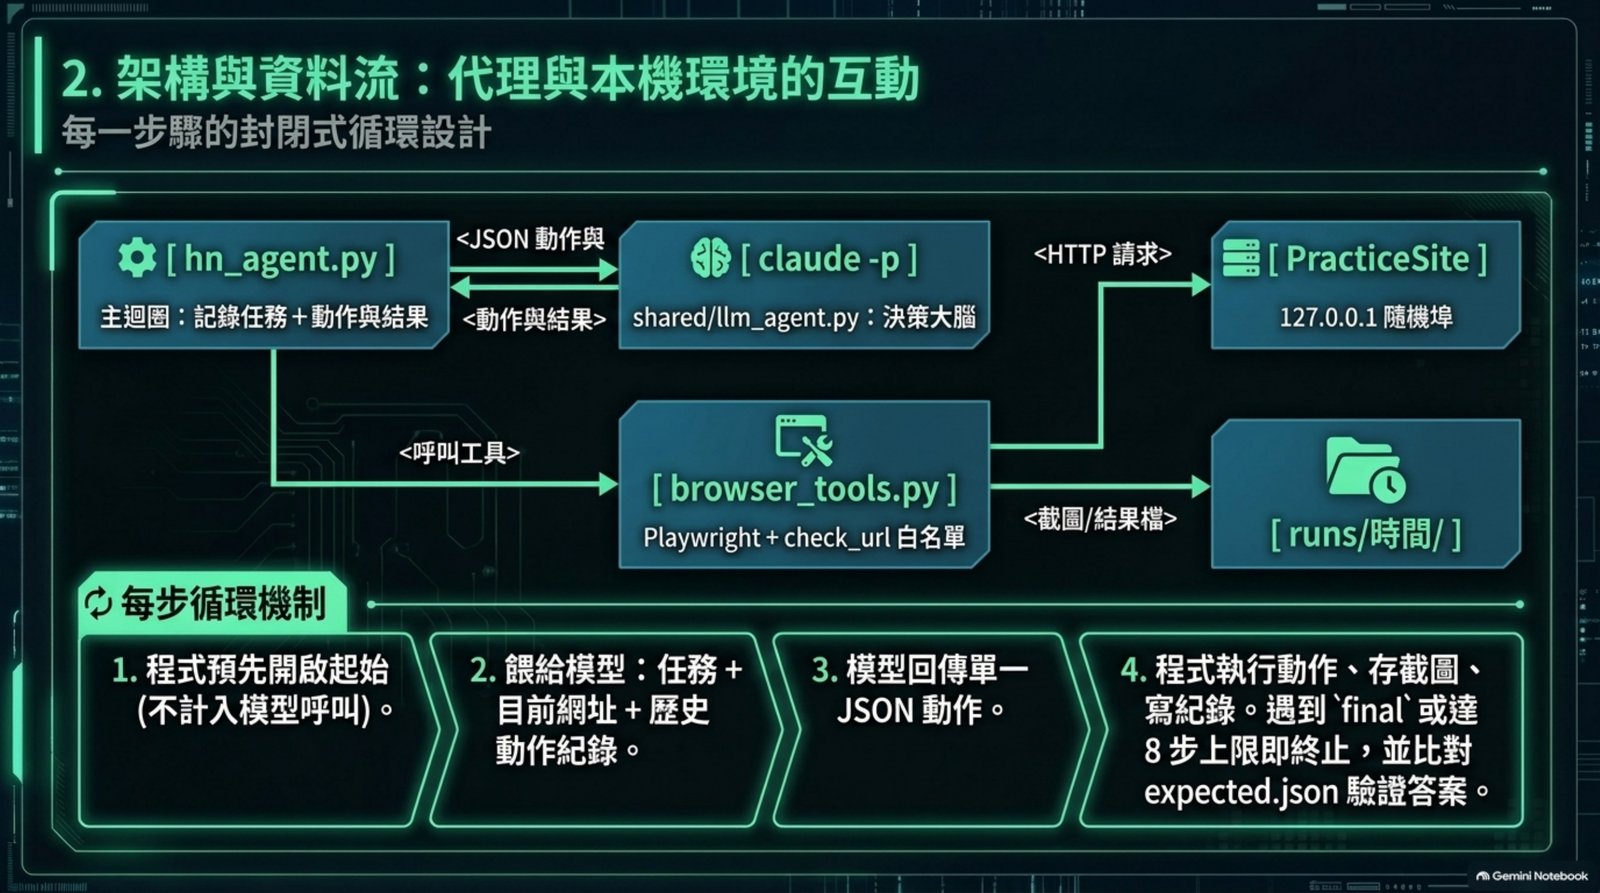 2. 架構與資料流：代理與本機環境的互動
每一步驟的封閉式循環設計
[ hn_agent.py ]
主迴圈：記錄任務 + 動作與結果
<JSON 動作與
<動作與結果>
[ claude -p ]
shared/llm_agent.py：決策大腦
<HTTP 請求>
[ PracticeSite ]
127.0.0.1 隨機埠
<呼叫工具>
[ browser_tools.py ]
Playwright + check_url 白名單
<截圖/結果檔>
[ runs/時間/ ]
每步循環機制
1. 程式預先開啟起始
(不計入模型呼叫)。
2. 餵給模型：任務 +
目前網址 + 歷史
動作紀錄。
3. 模型回傳單一
JSON 動作。
4. 程式執行動作、存截圖、
寫紀錄。遇到 `final` 或達
8 步上限即終止，並比對
expected.json 驗證答案。
Gemini Notebook